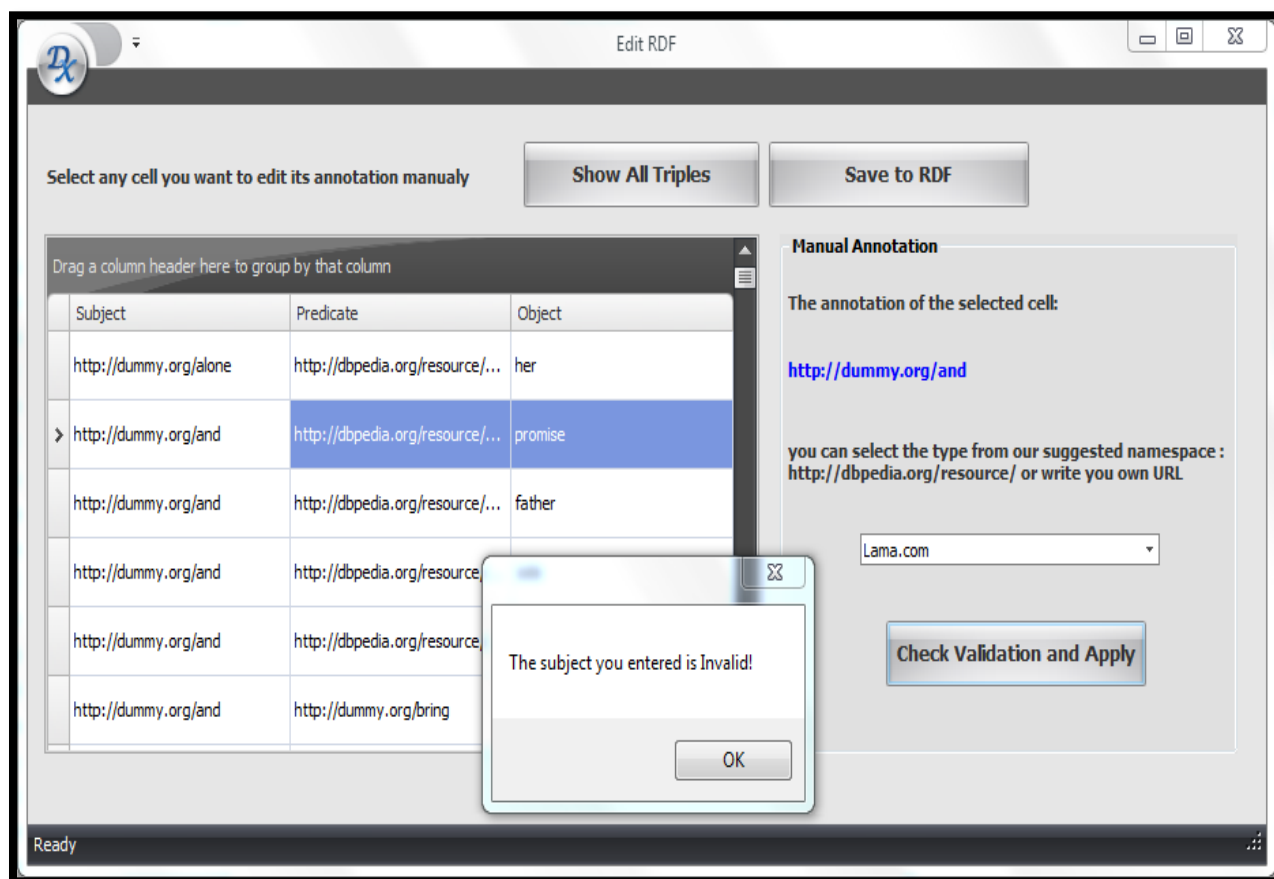 DX
Edit RDF
Select any cell you want to edit its annotation manualy
Show All Triples
Save to RDF
Drag a column header here to group by that column
Subject Predicate Object
http://dummy.org/alone http://dbpedia.org/resource/... her
http://dummy.org/and http://dbpedia.org/resource/... promise
http://dummy.org/and http://dbpedia.org/resource/... father
http://dummy.org/and http://dbpedia.org/resource/
http://dummy.org/and http://dbpedia.org/resource/
http://dummy.org/and http://dummy.org/bring
Manual Annotation
The annotation of the selected cell:
http://dummy.org/and
you can select the type from our suggested namespace :
http://dbpedia.org/resource/ or write you own URL
Lama.com
Check Validation and Apply
The subject you entered is Invalid!
OK
Ready